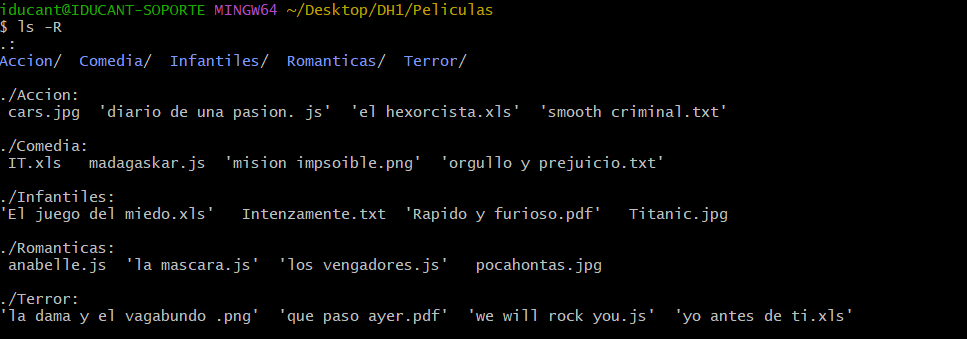 iducant@IDUCANT-SOPORTE MINGW64 ~/Desktop/DH1/Peliculas
$ ls -R
.:
Accion/  Comedia/  Infantiles/  Romanticas/  Terror/
./Accion:
cars.jpg  'diario de una pasion. js'  'el hexorcista.xls'  'smooth criminal.txt'
./Comedia:
IT.xls   madagaskar.js  'mision impsoible.png'  'orgullo y prejuicio.txt'
./Infantiles:
'El juego del miedo.xls'   Intenzamente.txt  'Rapido y furioso.pdf'   Titanic.jpg
./Romanticas:
anabelle.js  'la mascara.js'  'los vengadores.js'   pocahontas.jpg
./Terror:
'la dama y el vagabundo .png'  'que paso ayer.pdf'  'we will rock you.js'  'yo antes de ti.xls'